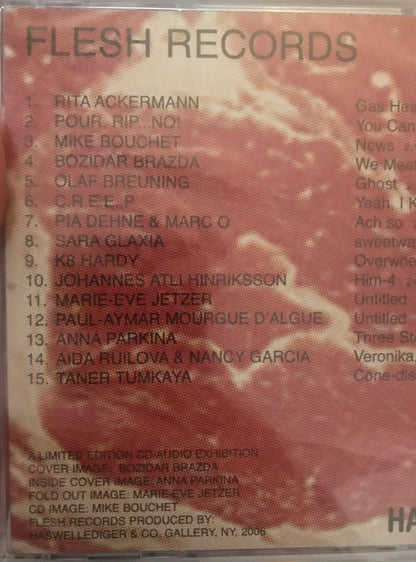 FLESH RECORDS
1. RITA ACKERMANN Gas Hea
2. POUR. RIP. NO! You Can
3. MIKE BOUCHET News 2
4. BOZIDAR BRAZDA We Meat
5. OLAF BREUNING Ghost
6. C.R.E.E..P Yeah, I K
7. PIA DEHNE & MARC O Ach so
8. SARA GLAXIA sweetwa
9. K8 HARDY Overwhe
10. JOHANNES ATLI HINRIKSSON Him-4
11. MARIE-EVE JETZER Untitled
12. PAUL-AYMAR MOURGUE D'ALGUE Untitled
13. ANNA PARKINA Three St
14. AIDA RUILOVA & NANCY GARCIA Veronika.
15. TANER TUMKAYA Cone-dis
A LIMITED EDITION CD/AUDIO EXHIBITION
COVER IMAGE: BOZIDAR BRAZDA
INSIDE COVER IMAGE: ANNA PARKINA
FOLD OUT IMAGE: MARIE-EVE JETZER
CD IMAGE: MIKE BOUCHET
FLESH RECORDS PRODUCED BY:
HASWELLEDIGER & CO. GALLERY, NY, 2006
HA